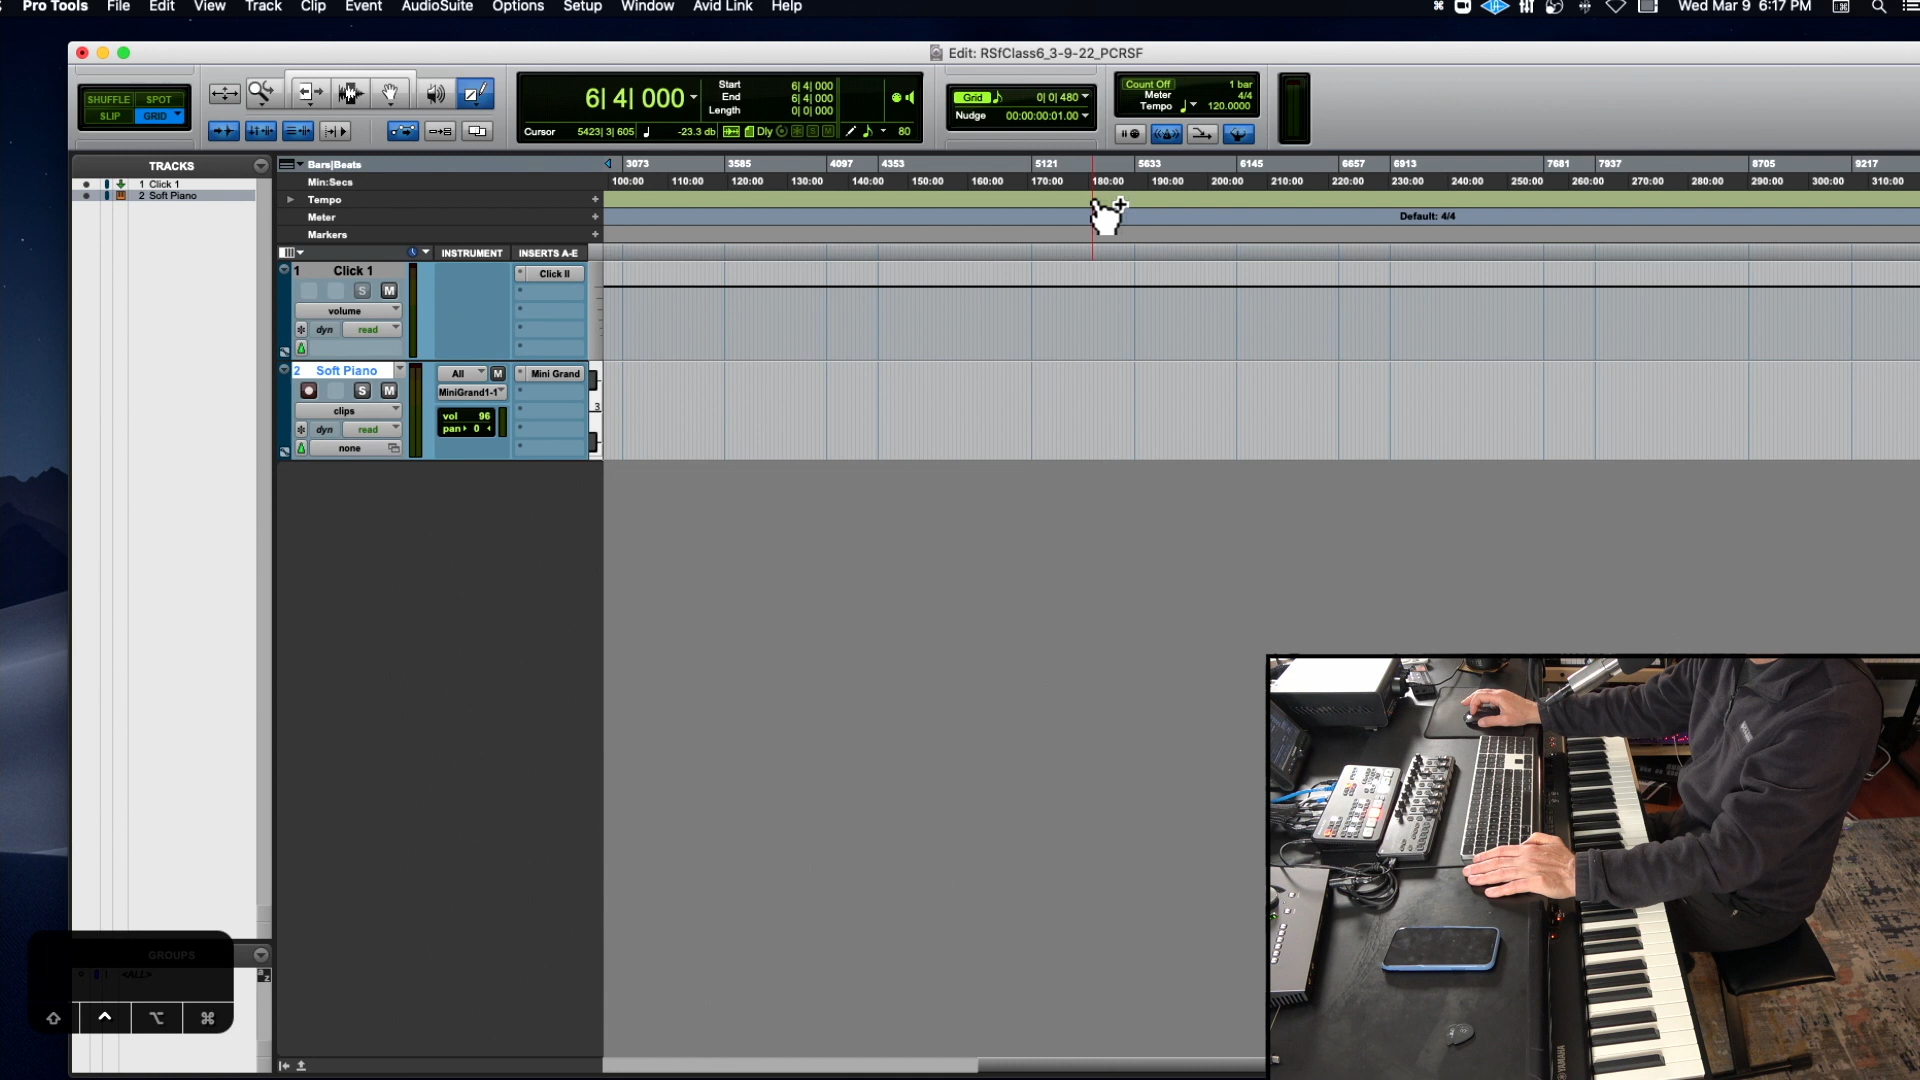 Pro Tools File Edit View Track Clip Event AudioSuite Options Setup Window Avid Link Help Wed Mar 9 6:17 PM
Edit: RSfClass6_3-9-22_PCRSF
SHUFFLE SPOT
SLIP GRID
6| 4| 000
Start 6| 4| 000
End 6| 4| 000
Length 0| 0| 000
Cursor 5423| 3| 605 -23.3 db Dly S M 80
Grid 0| 0| 480
Nudge 00:00:00:01.00
Count Off 1 bar
Meter 4/4
Tempo 120.0000
TRACKS
1 Click 1
2 Soft Piano
Bars|Beats 3073 3585 4097 4353 5121 5633 6145 6657 6913 7681 7937 8705 9217
Min:Secs 100:00 110:00 120:00 130:00 140:00 150:00 160:00 170:00 180:00 190:00 200:00 210:00 220:00 230:00 240:00 250:00 260:00 270:00 280:00 290:00 300:00 310:00
Tempo
Meter Default: 4/4
Markers
INSTRUMENT INSERTS A-E
1 Click 1 Click II
S M
volume
dyn read
2 Soft Piano All M Mini Grand
S M MiniGrand1-1
clips vol 96
dyn read pan 0
none
3
GROUPS
<ALL>
a z
YAMAHA